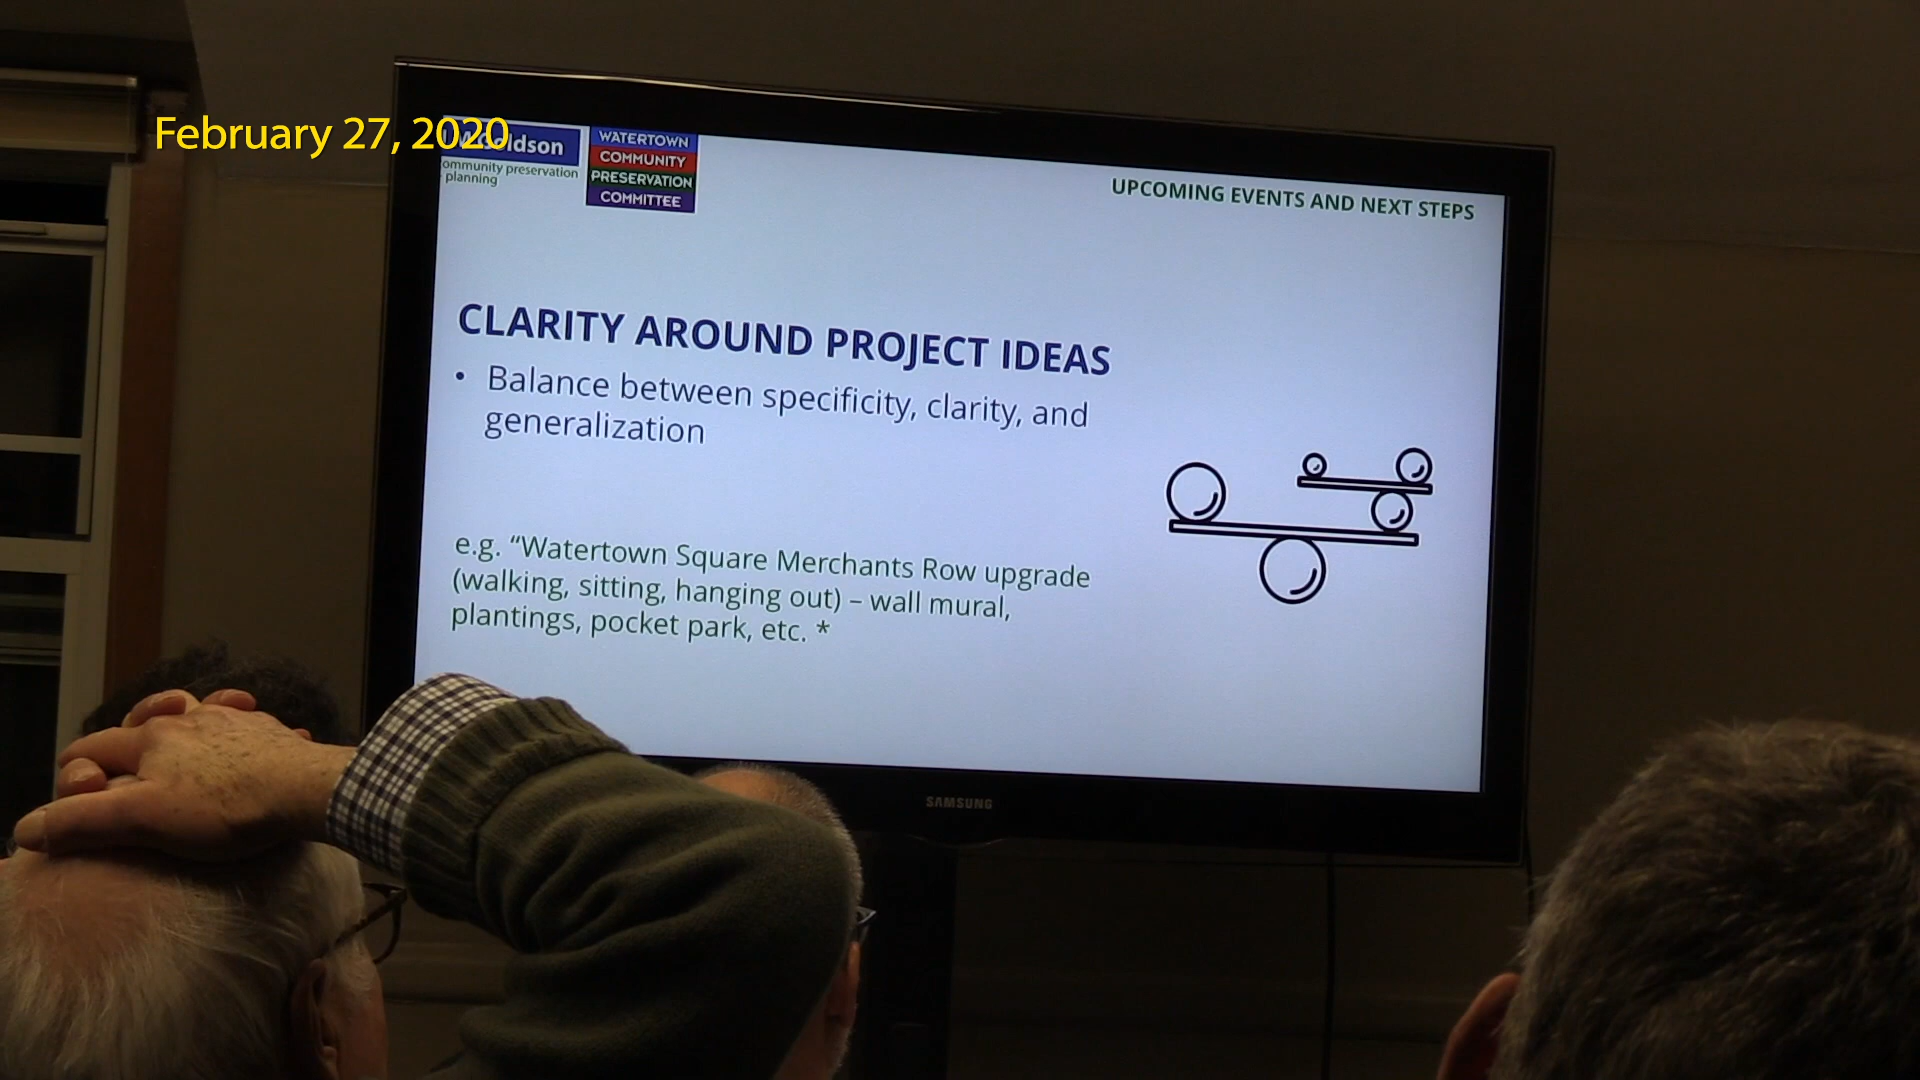 February 27, 2020
ldson
ommunity preservation
planning
WATERTOWN
COMMUNITY
PRESERVATION
COMMITTEE
UPCOMING EVENTS AND NEXT STEPS
CLARITY AROUND PROJECT IDEAS
• Balance between specificity, clarity, and
generalization
e.g. “Watertown Square Merchants Row upgrade
(walking, sitting, hanging out) – wall mural,
plantings, pocket park, etc. *
SAMSUNG